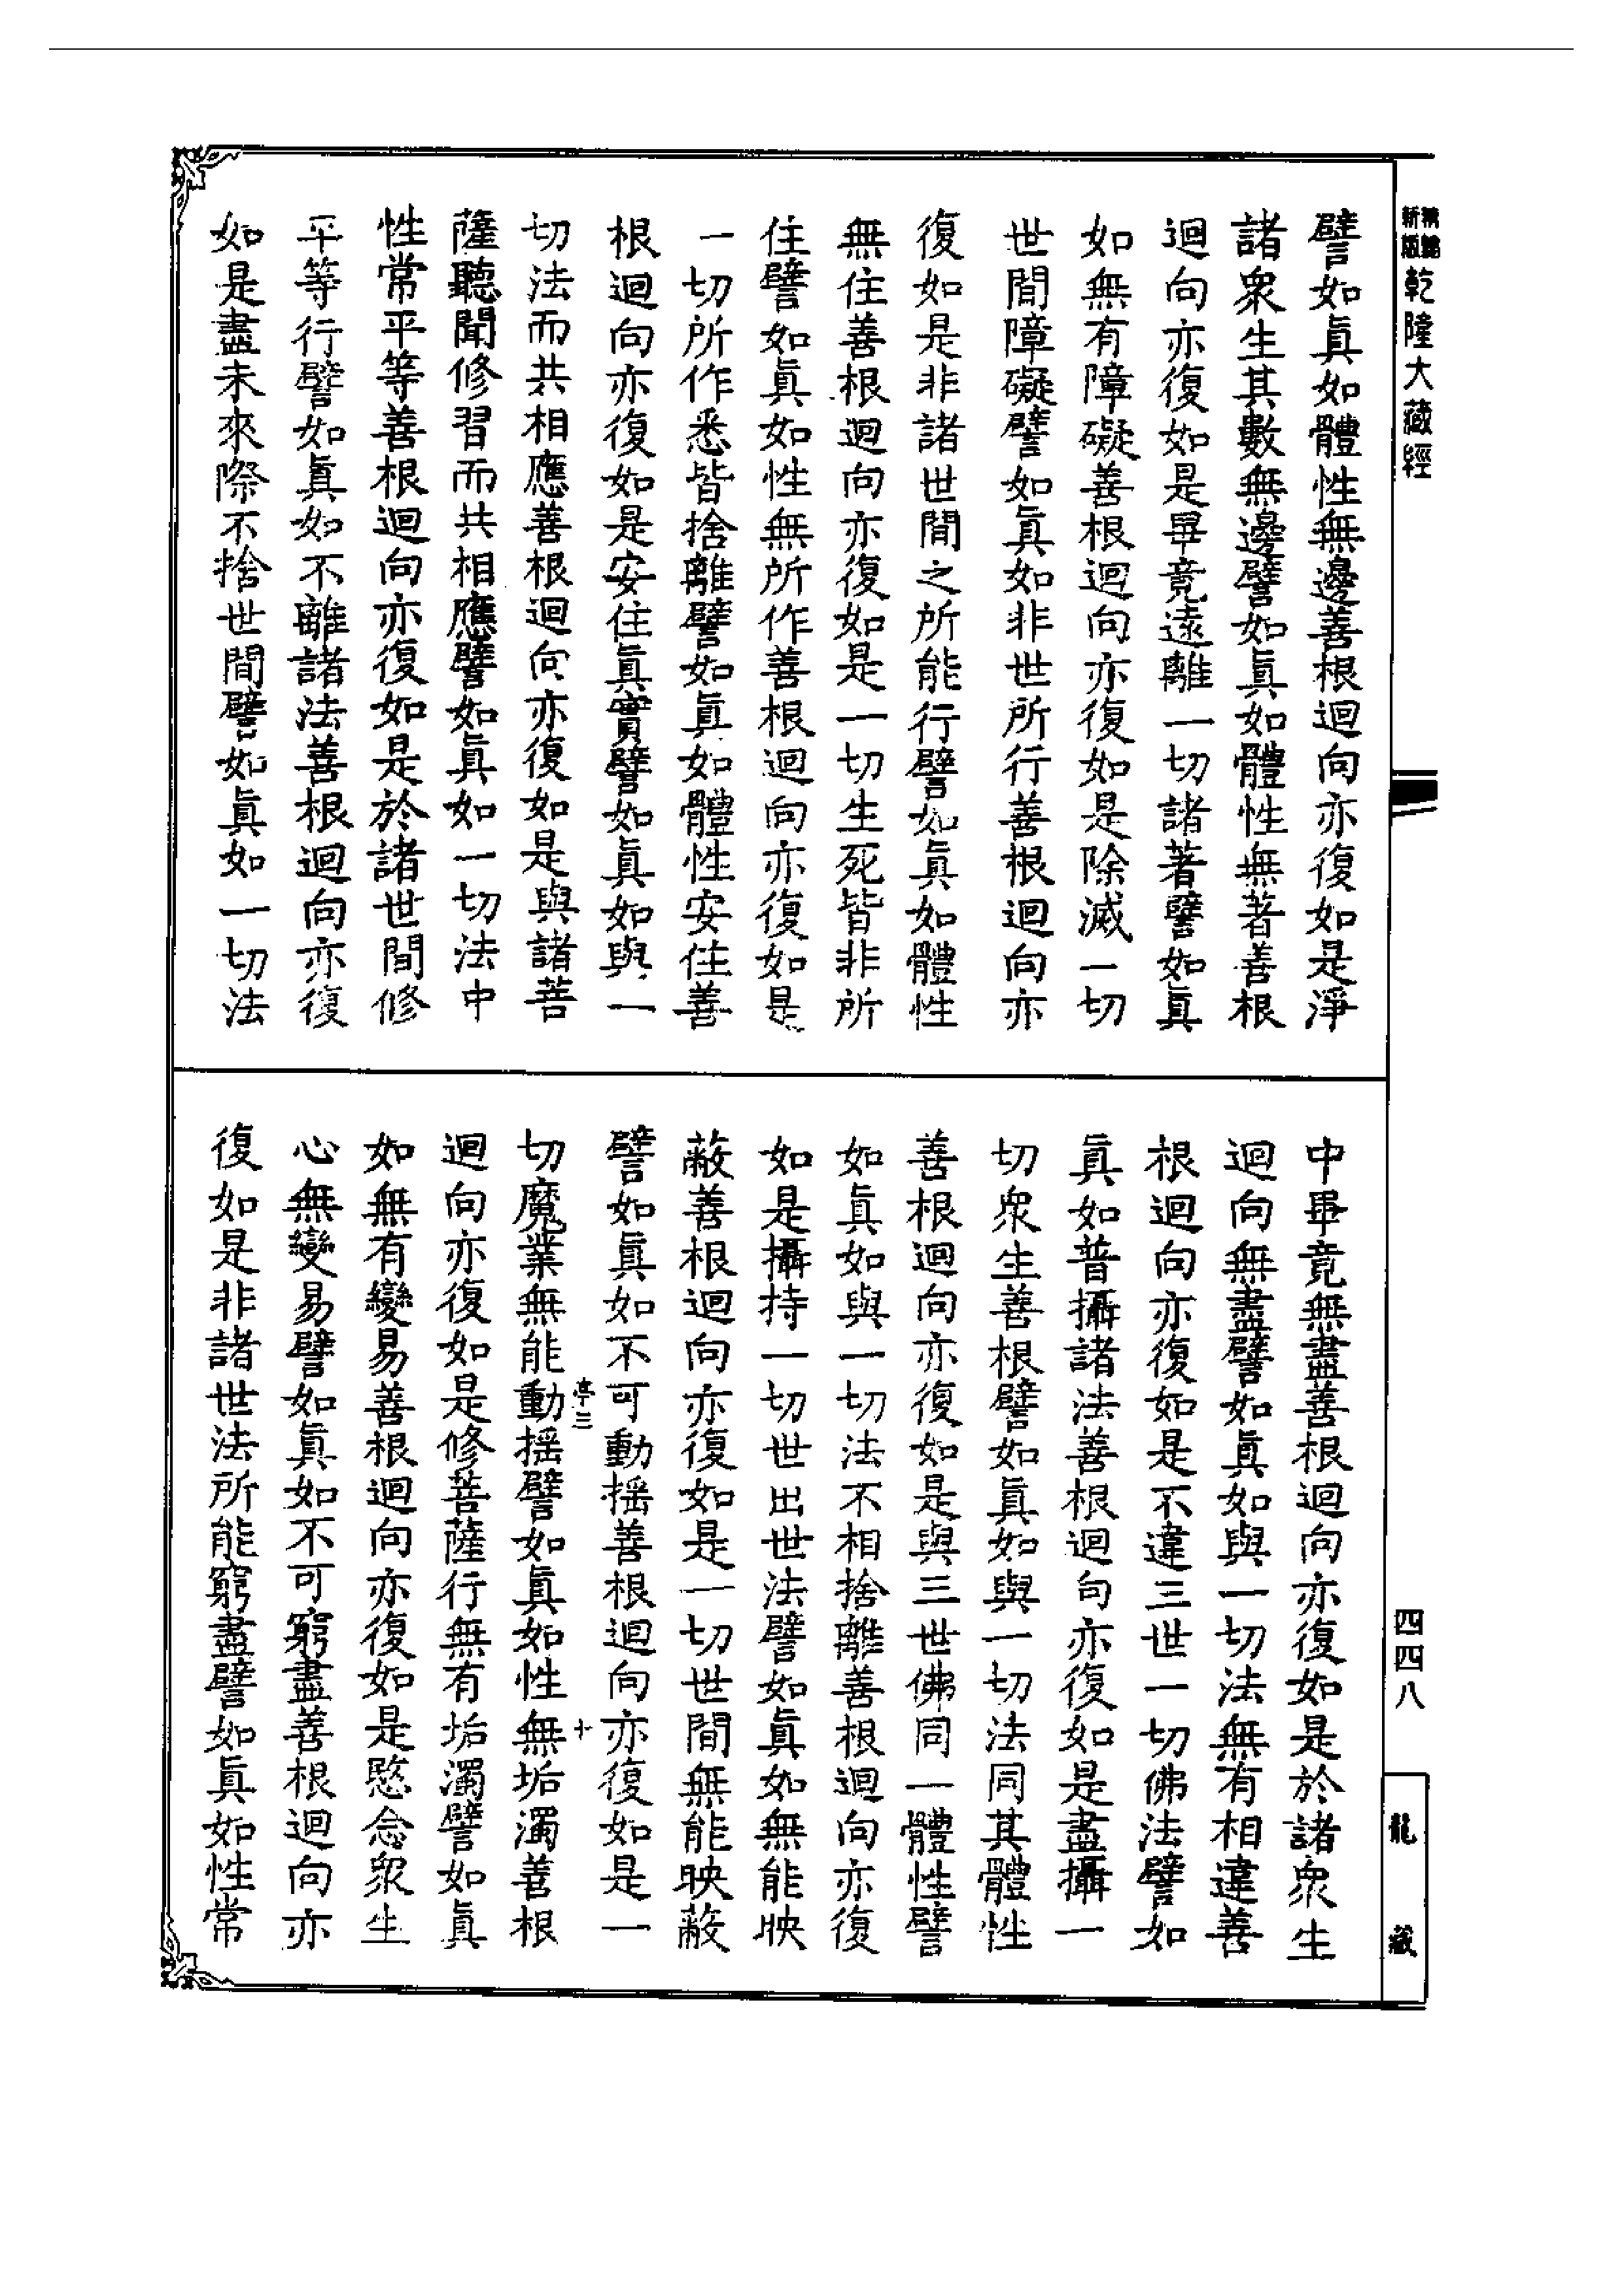 新編
縮版
乾隆大藏經
譬如眞如體性無邊善根迴向亦復如是淨
諸衆生其數無邊譬如眞如體性無著善根
迴向亦復如是畢竟遠離一切諸著譬如眞
如無有障礙善根迴向亦復如是除滅一切
世間障礙譬如眞如非世所行善根迴向亦
復如是非諸世間之所能行譬如眞如體性
無住善根迴向亦復如是一切生死皆非所
住譬如眞如性無所作善根迴向亦復如是
一切所作悉皆捨離譬如眞如體性安住善
根迴向亦復如是安住眞實譬如眞如與一
切法而共相應善根迴向亦復如是與諸菩
薩聽聞修習而共相應譬如眞如一切法中
性常平等善根迴向亦復如是於諸世間修
平等行譬如眞如不離諸法善根迴向亦復
如是盡未來際不捨世間譬如眞如一切法
中畢竟無盡善根迴向亦復如是於諸衆生
迴向無盡譬如眞如與一切法無有相違善
根迴向亦復如是不違三世一切佛法譬如
眞如普攝諸法善根迴向亦復如是盡攝一
切衆生善根譬如眞如與一切法同其體性
善根迴向亦復如是與三世佛同一體性譬
如眞如與一切法不相捨離善根迴向亦復
如是攝持一切世出世法譬如眞如無能映
蔽善根迴向亦復如是一切世間無能映蔽
譬如眞如不可動搖善根迴向亦復如是一
亭三
十
切魔業無能動搖譬如眞如性無垢濁善根
迴向亦復如是修菩薩行無有垢濁譬如眞
如無有變易善根迴向亦復如是愍念衆生
心無變易譬如眞如不可窮盡善根迴向亦
復如是非諸世法所能窮盡譬如眞如性常
四四八
龍藏